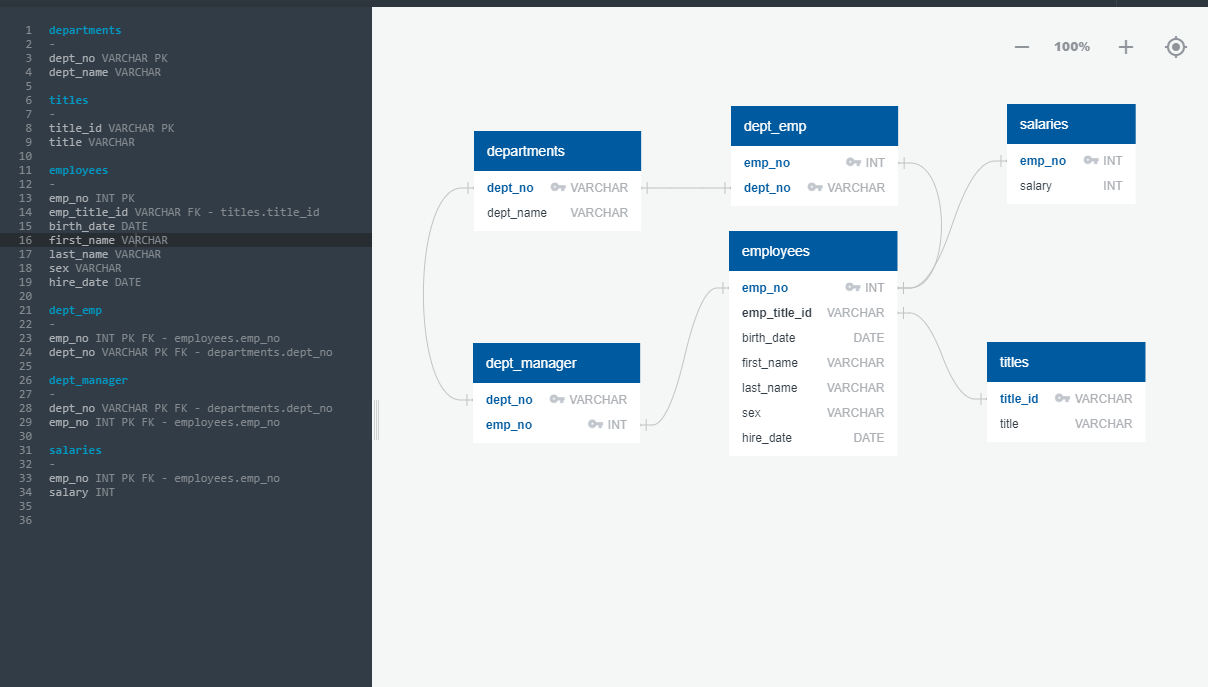 1 departments
2 -
3 dept_no VARCHAR PK
4 dept_name VARCHAR
5
6 titles
7 -
8 title_id VARCHAR PK
9 title VARCHAR
10
11 employees
12 -
13 emp_no INT PK
14 emp_title_id VARCHAR FK - titles.title_id
15 birth_date DATE
16 first_name VARCHAR
17 last_name VARCHAR
18 sex VARCHAR
19 hire_date DATE
20
21 dept_emp
22 -
23 emp_no INT PK FK - employees.emp_no
24 dept_no VARCHAR PK FK - departments.dept_no
25
26 dept_manager
27 -
28 dept_no VARCHAR PK FK - departments.dept_no
29 emp_no INT PK FK - employees.emp_no
30
31 salaries
32 -
33 emp_no INT PK FK - employees.emp_no
34 salary INT
35
36
100%
departments
dept_no VARCHAR
dept_name VARCHAR
dept_emp
emp_no INT
dept_no VARCHAR
salaries
emp_no INT
salary INT
employees
emp_no INT
emp_title_id VARCHAR
birth_date DATE
first_name VARCHAR
last_name VARCHAR
sex VARCHAR
hire_date DATE
dept_manager
dept_no VARCHAR
emp_no INT
titles
title_id VARCHAR
title VARCHAR